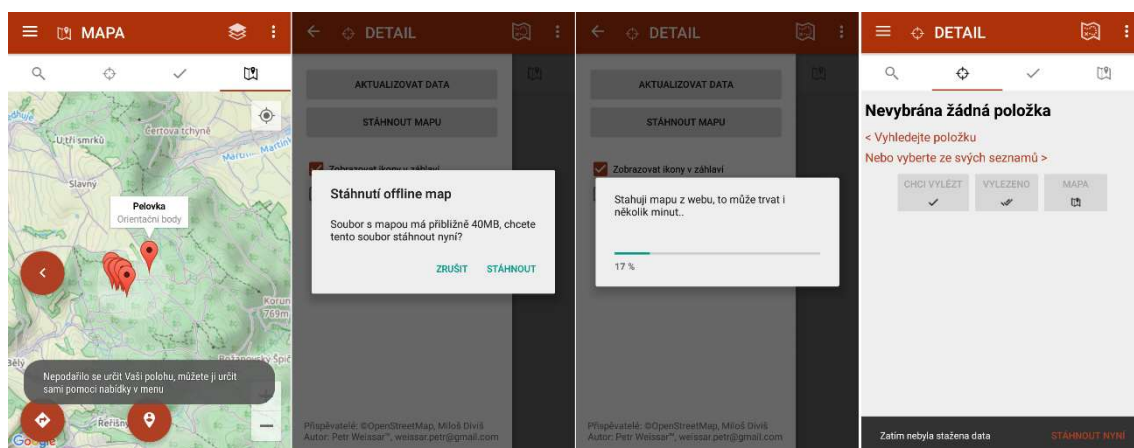 MAPA
Čertova tchyně
U tří smrků
Martin
Slavný
Pelovka
Orientační body
Korun
769m
Božanovský Špič
Nepodařilo se určit Vaši polohu, můžete ji určit
sami pomoci nabídky v menu
Řeřišný
Google
DETAIL
AKTUALIZOVAT DATA
STÁHNOUT MAPU
Zobrazovat ikony v záhlaví
Stáhnutí offline map
Soubor s mapou má přibližně 40MB, chcete
tento soubor stáhnout nyní?
ZRUŠIT STÁHNOUT
Přispěvatelé: ©OpenStreetMap, Miloš Diviš
Autor: Petr Weissar™, weissar.petr@gmail.com
DETAIL
AKTUALIZOVAT DATA
STÁHNOUT MAPU
Zobrazovat ikony v záhlaví
Stahuji mapu z webu, to může trvat i
několik minut..
17 %
Přispěvatelé: ©OpenStreetMap, Miloš Diviš
Autor: Petr Weissar™, weissar.petr@gmail.com
DETAIL
Nevybrána žádná položka
< Vyhledejte položku
Nebo vyberte ze svých seznamů >
CHCI VYLÉZT VYLEZENO MAPA
Zatím nebyla stažena data STÁHNOUT NYNÍ